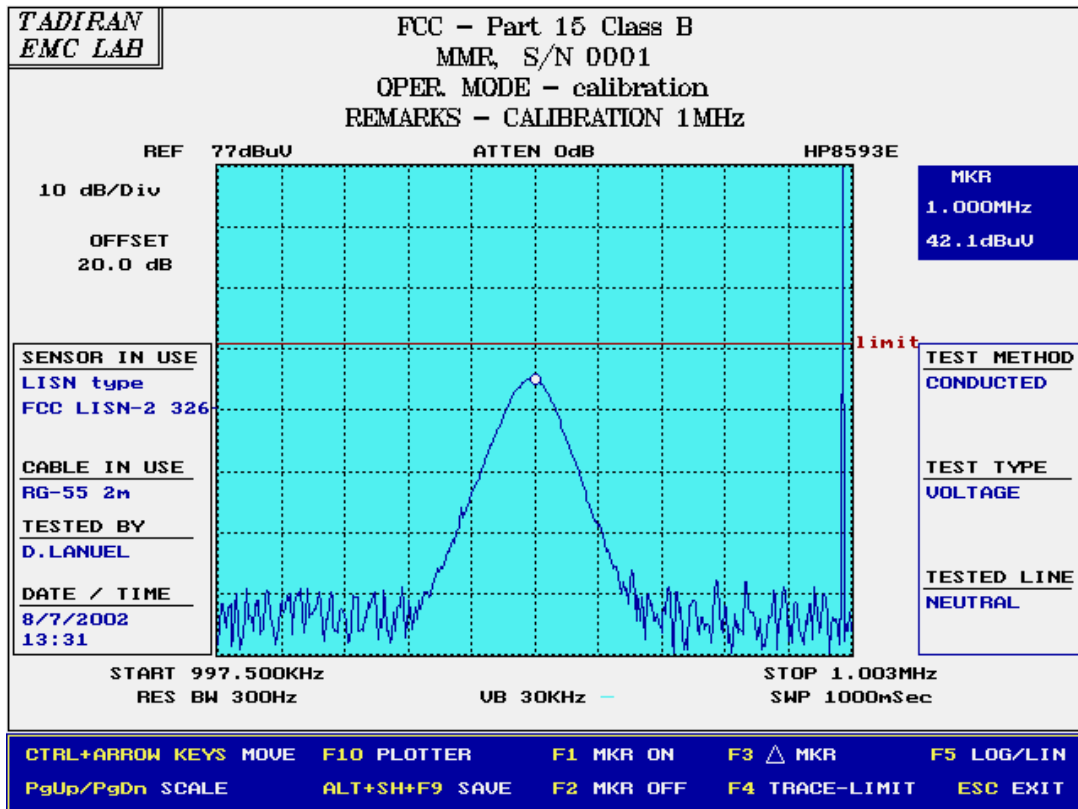 TADIRAN
EMC LAB
FCC – Part 15 Class B
MMR, S/N 0001
OPER. MODE – calibration
REMARKS – CALIBRATION 1MHz
REF 77dBuV ATTEN 0dB HP8593E
10 dB/Div
OFFSET
20.0 dB
MKR
1.000MHz
42.1dBuV
limit
SENSOR IN USE
LISN type
FCC LISN-2 326
CABLE IN USE
RG-55 2m
TESTED BY
D.LANUEL
DATE / TIME
8/7/2002
13:31
TEST METHOD
CONDUCTED
TEST TYPE
VOLTAGE
TESTED LINE
NEUTRAL
START 997.500KHz STOP 1.003MHz
RES BW 300Hz VB 30KHz SWP 1000mSec
CTRL+ARROW KEYS MOVE F10 PLOTTER F1 MKR ON F3 △ MKR F5 LOG/LIN
PgUp/PgDn SCALE ALT+SH+F9 SAVE F2 MKR OFF F4 TRACE-LIMIT ESC EXIT